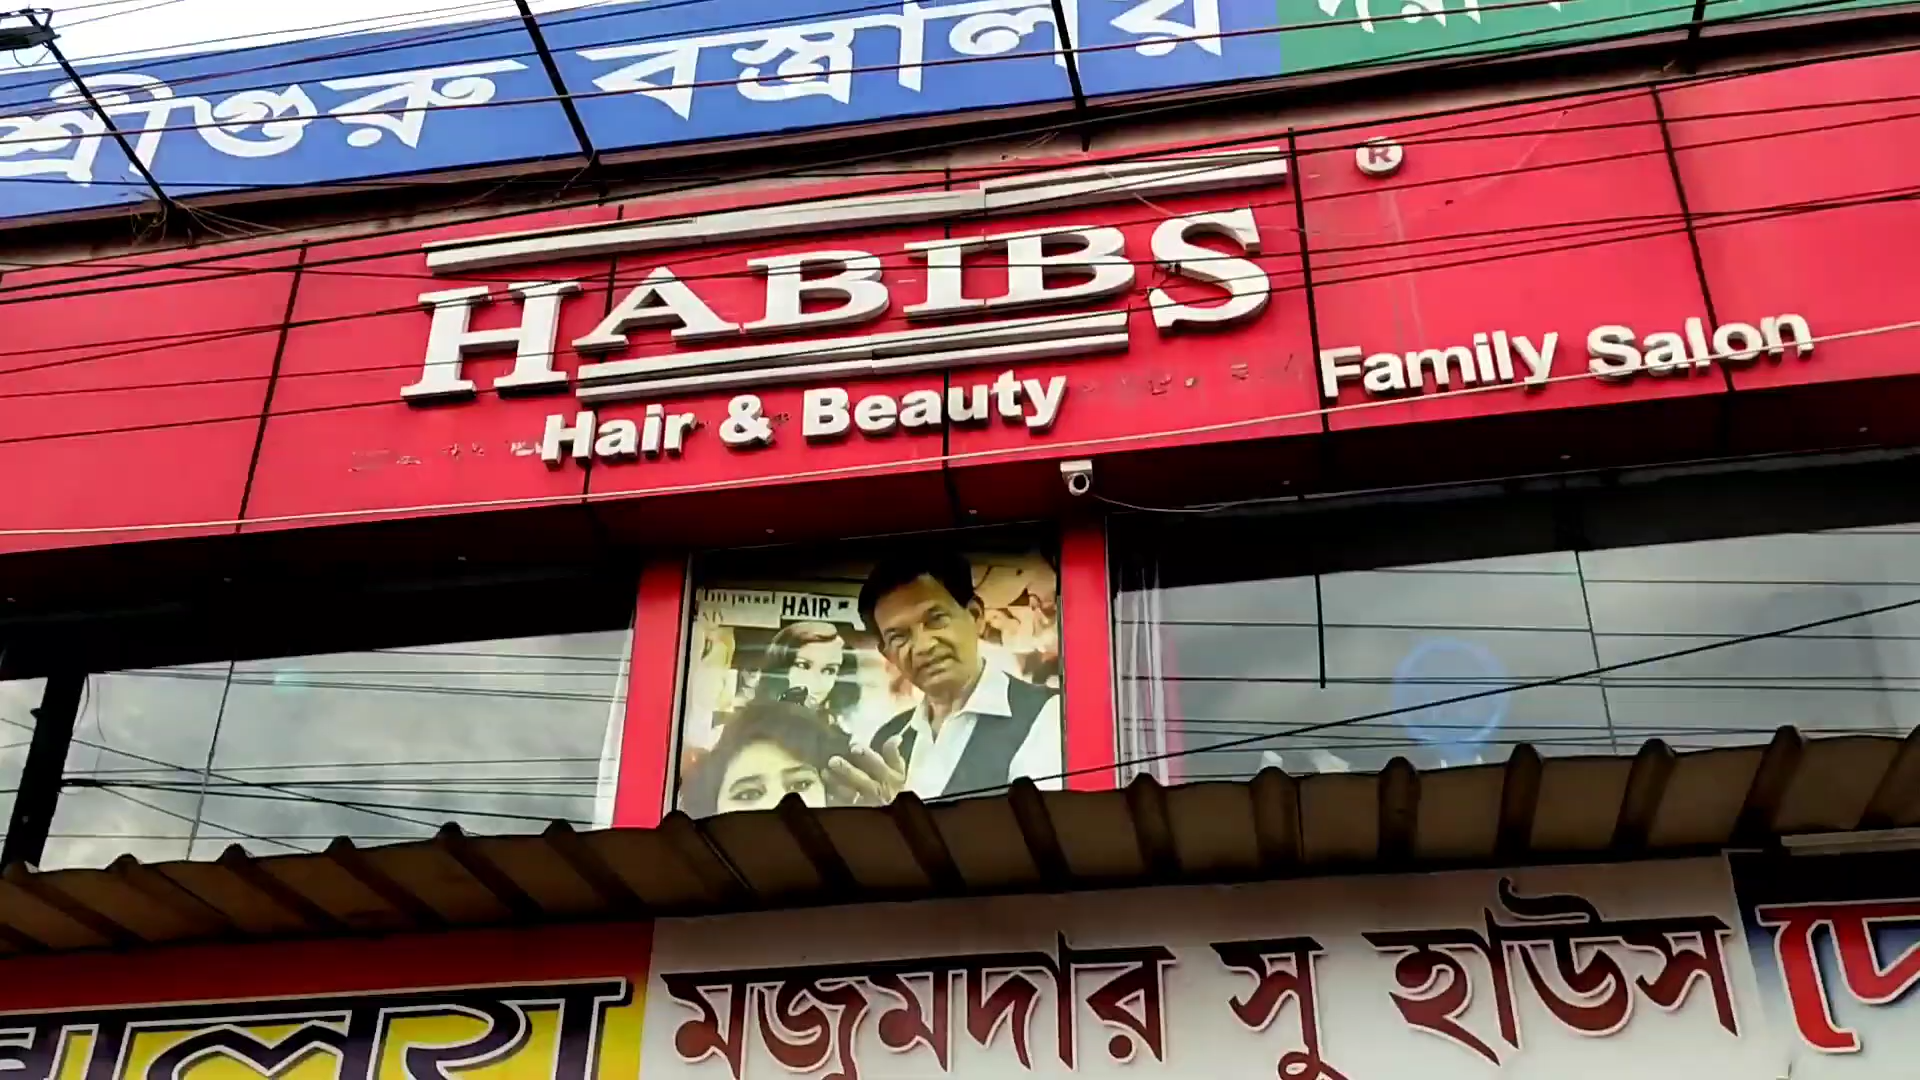 শ্রীগুরু বস্ত্রালয়
HABIBS ®
Hair & Beauty Family Salon
HAIR
মজুমদার সু হাউস